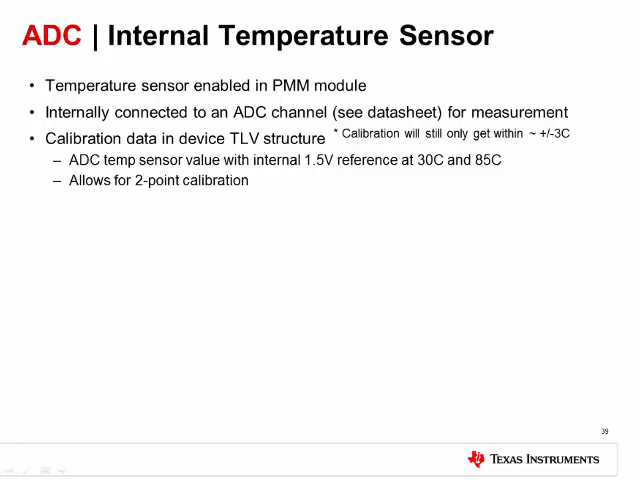 ADC | Internal Temperature Sensor
• Temperature sensor enabled in PMM module
• Internally connected to an ADC channel (see datasheet) for measurement
• Calibration data in device TLV structure * Calibration will still only get within ~ +/-3C
– ADC temp sensor value with internal 1.5V reference at 30C and 85C
– Allows for 2-point calibration
39
TEXAS INSTRUMENTS